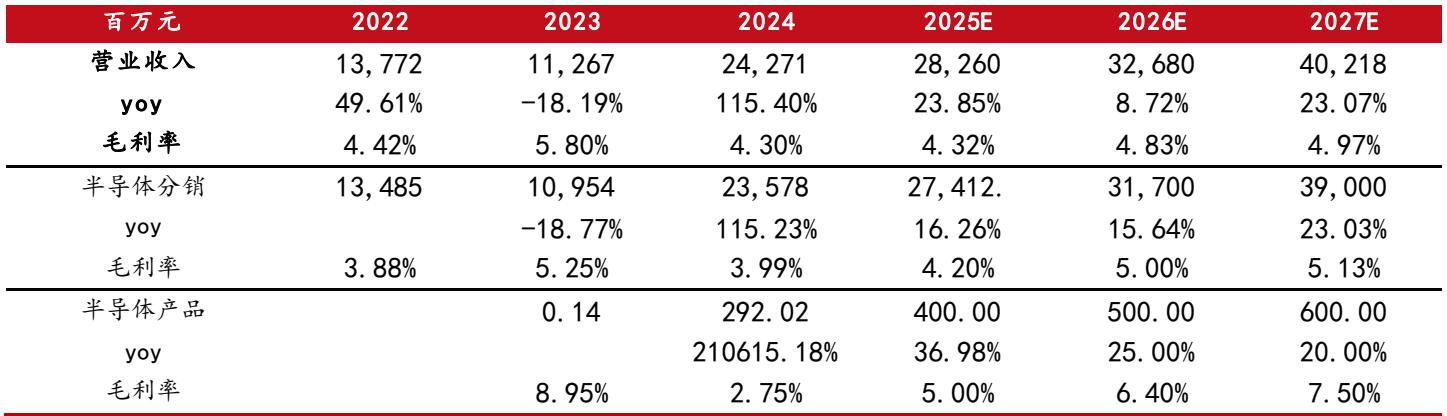 百万元 2022 2023 2024 2025E 2026E 2027E
营业收入 13,772 11,267 24,271 28,260 32,680 40,218
yoy 49.61% -18.19% 115.40% 23.85% 8.72% 23.07%
毛利率 4.42% 5.80% 4.30% 4.32% 4.83% 4.97%
半导体分销 13,485 10,954 23,578 27,412. 31,700 39,000
yoy -18.77% 115.23% 16.26% 15.64% 23.03%
毛利率 3.88% 5.25% 3.99% 4.20% 5.00% 5.13%
半导体产品 0.14 292.02 400.00 500.00 600.00
yoy 210615.18% 36.98% 25.00% 20.00%
毛利率 8.95% 2.75% 5.00% 6.40% 7.50%